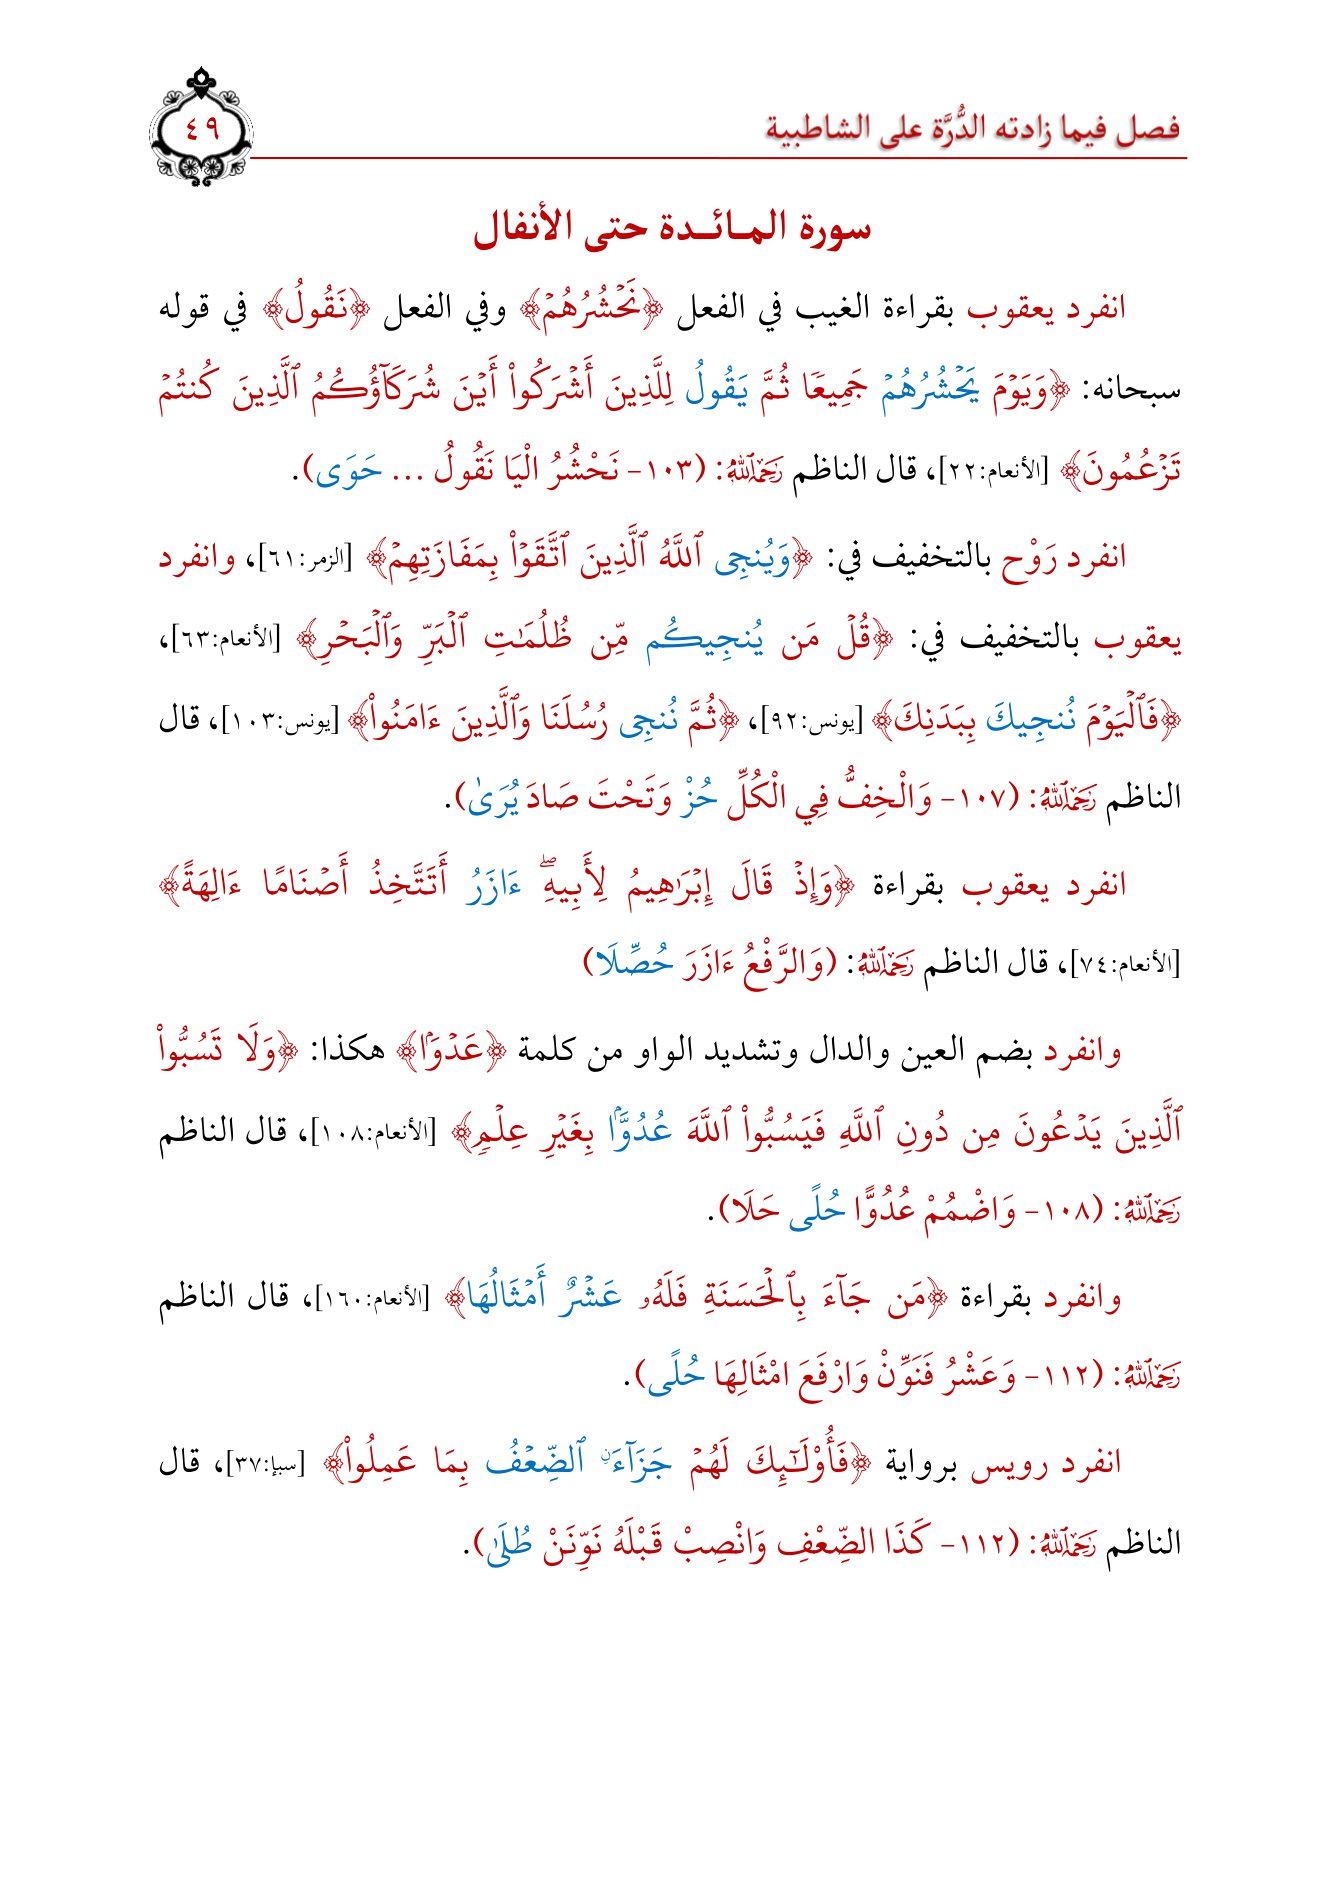 فصل فيما زادته الدُّرَّة على الشاطبية
٤٩
سورة المـائـدة حتى الأنفال
انفرد يعقوب بقراءة الغيب في الفعل ﴿نَحۡشُرُهُمۡ﴾ وفي الفعل ﴿نَقُولُ﴾ في قوله
سبحانه: ﴿وَيَوۡمَ يَحۡشُرُهُمۡ جَمِيعٗا ثُمَّ يَقُولُ لِلَّذِينَ أَشۡرَكُواْ أَيۡنَ شُرَكَآؤُكُمُ ٱلَّذِينَ كُنتُمۡ
تَزۡعُمُونَ﴾ [الأنعام:٢٢]، قال الناظم رَحِمَهُ ٱللَّهُ: (١٠٣- نَحْشُرُ الْيَا نَقُولُ ... حَوَى).
انفرد رَوْح بالتخفيف في: ﴿وَيُنجِى ٱللَّهُ ٱلَّذِينَ ٱتَّقَوۡاْ بِمَفَازَتِهِمۡ﴾ [الزمر:٦١]، وانفرد
يعقوب بالتخفيف في: ﴿قُلۡ مَن يُنجِيكُم مِّن ظُلُمَٰتِ ٱلۡبَرِّ وَٱلۡبَحۡرِ﴾ [الأنعام:٦٣]،
﴿فَٱلۡيَوۡمَ نُنجِيكَ بِبَدَنِكَ﴾ [يونس:٩٢]، ﴿ثُمَّ نُنجِى رُسُلَنَا وَٱلَّذِينَ ءَامَنُواْ﴾ [يونس:١٠٣]، قال
الناظم رَحِمَهُ ٱللَّهُ: (١٠٧- وَالْخِفُّ فِي الْكُلِّ حُزْ وَتَحْتَ صَادَ يُرَىٰ).
انفرد يعقوب بقراءة ﴿وَإِذۡ قَالَ إِبۡرَٰهِيمُ لِأَبِيهِۖ ءَازَرُ أَتَتَّخِذُ أَصۡنَامًا ءَالِهَةً﴾
[الأنعام:٧٤]، قال الناظم رَحِمَهُ ٱللَّهُ: (وَالرَّفْعُ ءَازَرَ حُصِّلَا)
وانفرد بضم العين والدال وتشديد الواو من كلمة ﴿عَدۡوَۢا﴾ هكذا: ﴿وَلَا تَسُبُّواْ
ٱلَّذِينَ يَدۡعُونَ مِن دُونِ ٱللَّهِ فَيَسُبُّواْ ٱللَّهَ عُدُوَّۢا بِغَيۡرِ عِلۡمٖ﴾ [الأنعام:١٠٨]، قال الناظم
رَحِمَهُ ٱللَّهُ: (١٠٨- وَاضْمُمْ عُدُوًّا حُلًى حَلَا).
وانفرد بقراءة ﴿مَن جَآءَ بِٱلۡحَسَنَةِ فَلَهُۥ عَشۡرٌ أَمۡثَالُهَا﴾ [الأنعام:١٦٠]، قال الناظم
رَحِمَهُ ٱللَّهُ: (١١٢- وَعَشْرُ فَنَوِّنْ وَارْفَعَ امْثَالِهَا حُلًى).
انفرد رويس برواية ﴿فَأُوْلَٰٓئِكَ لَهُمۡ جَزَآءَۨ ٱلضِّعۡفُ بِمَا عَمِلُواْ﴾ [سبإ:٣٧]، قال
الناظم رَحِمَهُ ٱللَّهُ: (١١٢- كَذَا الضِّعْفِ وَانْصِبْ قَبْلَهُ نَوِّنَنْ طُلَىٰ).